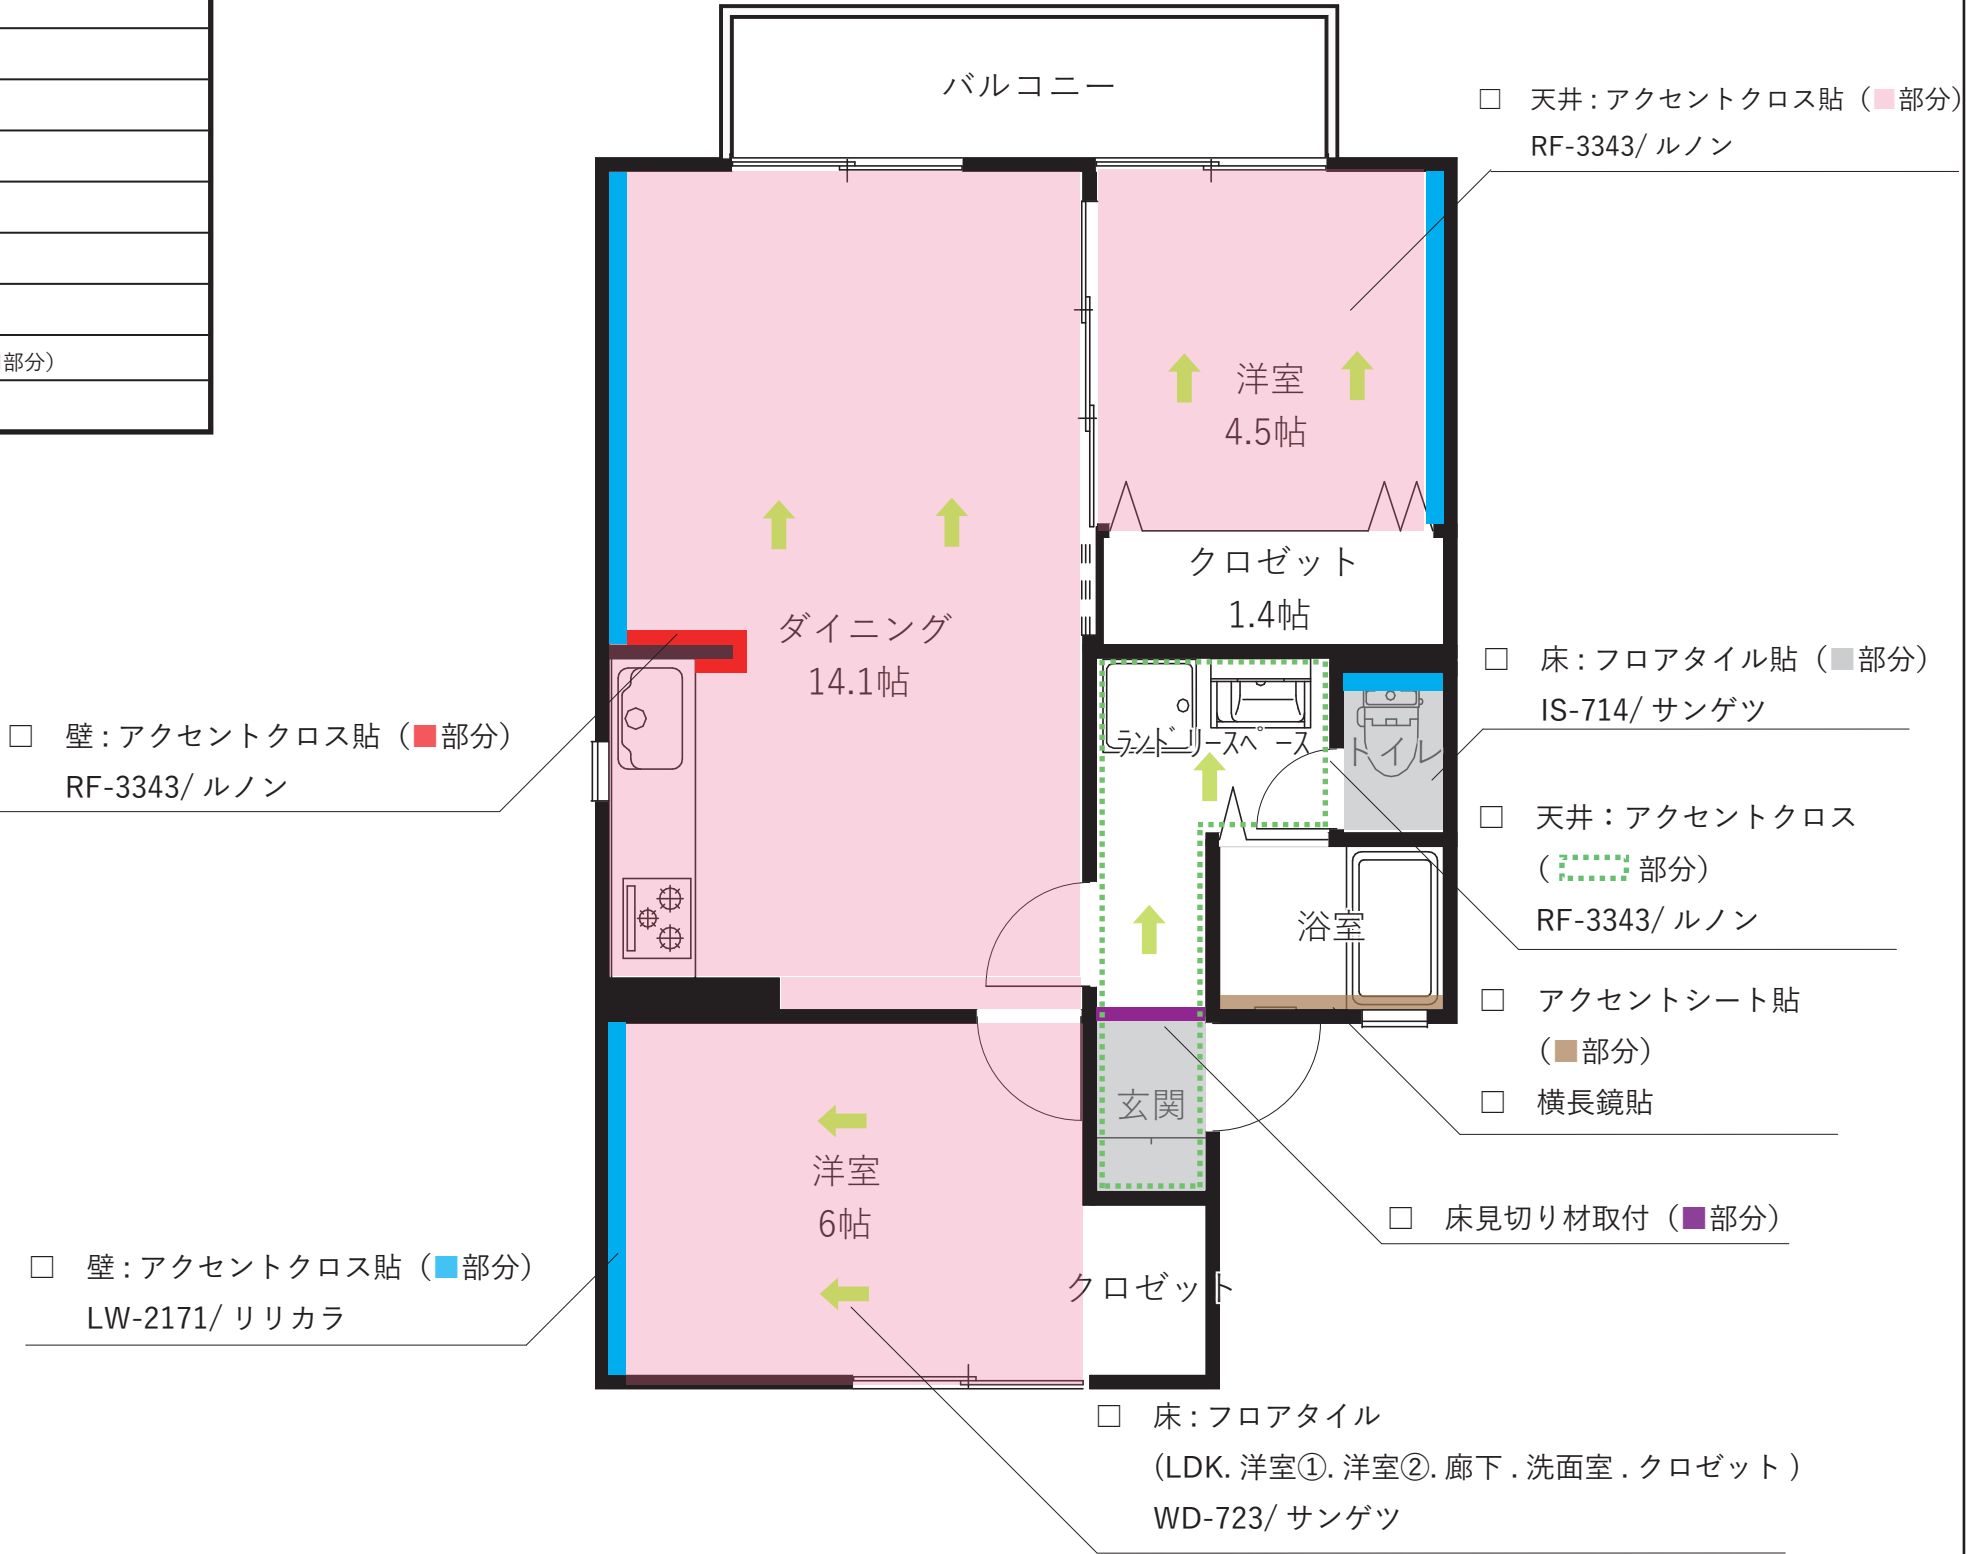 部分）
バルコニー
□ 天井 : アクセントクロス貼（■部分）
RF-3343/ ルノン
洋室
4.5帖
クロゼット
1.4帖
ダイニング
14.1帖
□ 床 : フロアタイル貼（■部分）
IS-714/ サンゲツ
□ 壁 : アクセントクロス貼（■部分）
RF-3343/ ルノン
ランドリースペース
トイレ
□ 天井：アクセントクロス
（ 部分）
RF-3343/ ルノン
浴室
□ アクセントシート貼
（■部分）
□ 横長鏡貼
玄関
洋室
6帖
□ 床見切り材取付（■部分）
クロゼット
□ 壁 : アクセントクロス貼（■部分）
LW-2171/ リリカラ
□ 床 : フロアタイル
（LDK. 洋室①. 洋室②. 廊下 . 洗面室 . クロゼット ）
WD-723/ サンゲツ